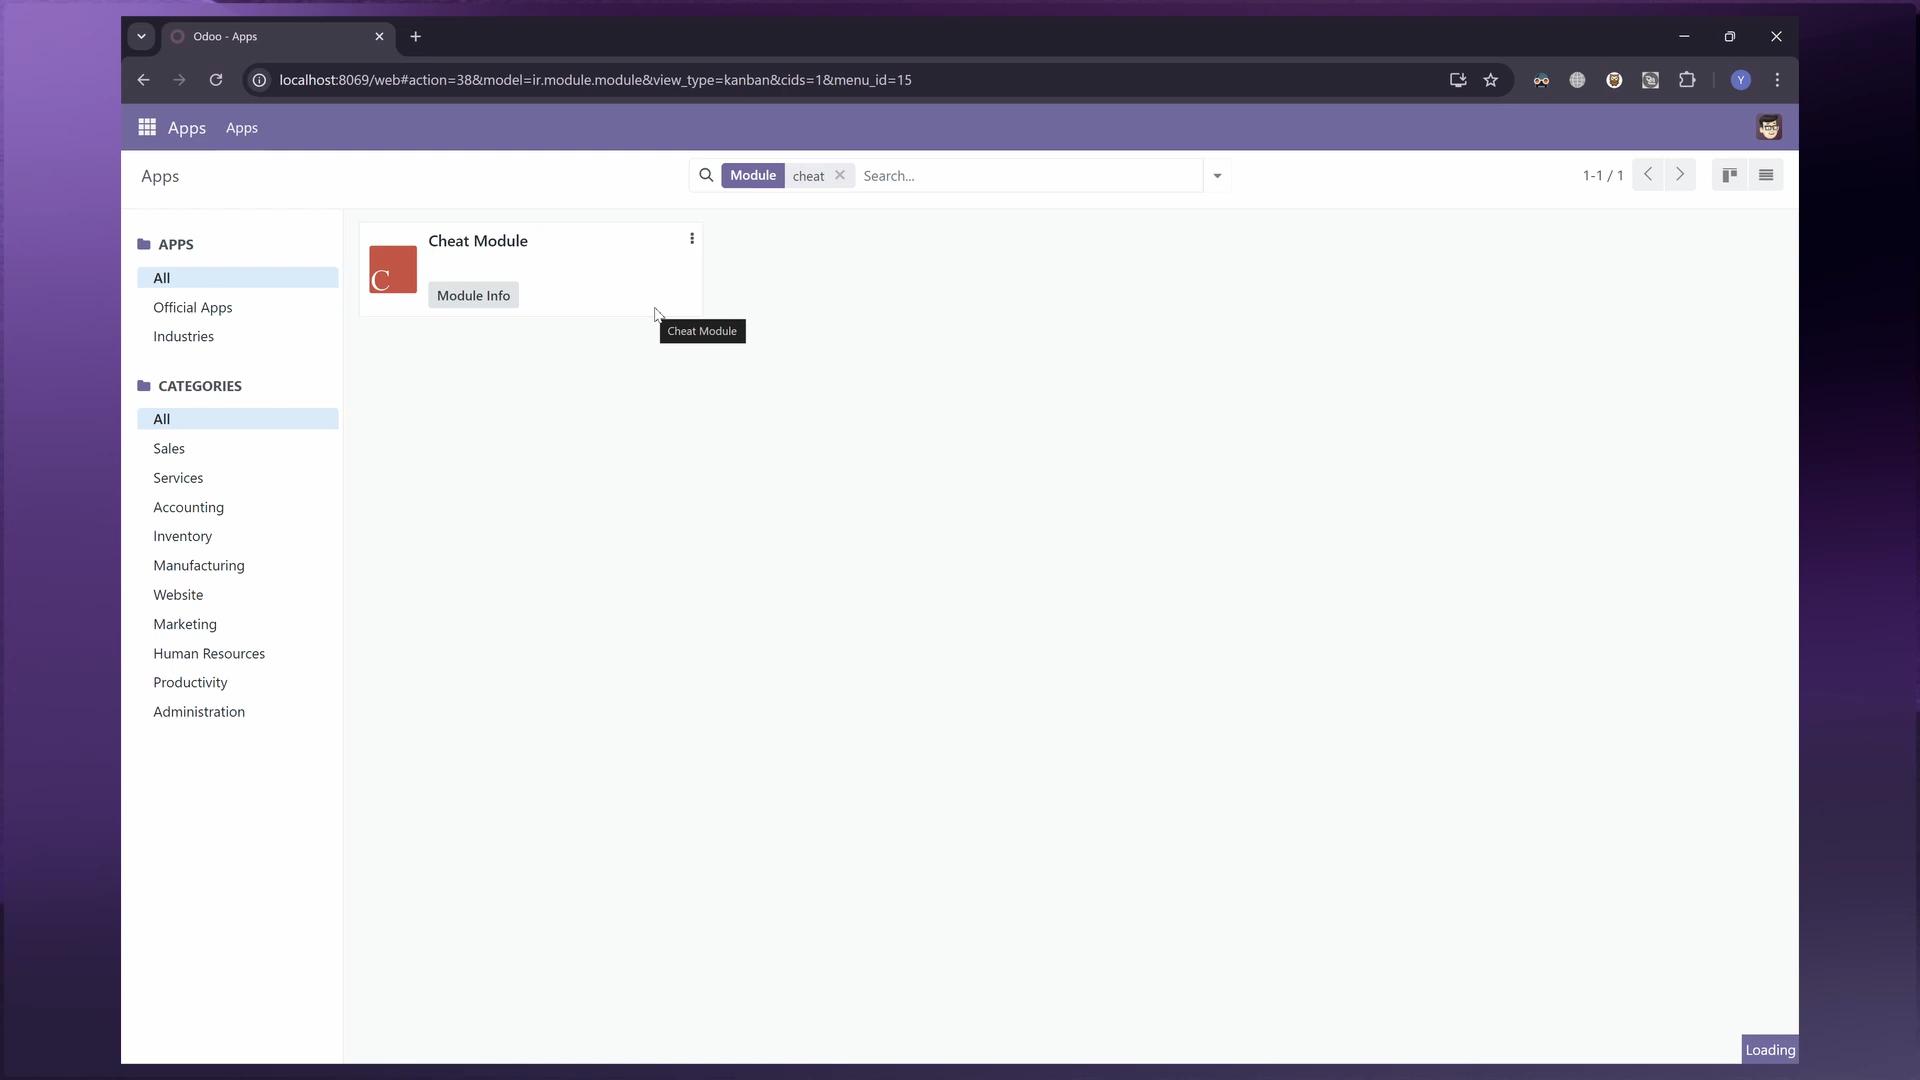 Odoo - Apps
localhost:8069/web#action=38&model=ir.module.module&view_type=kanban&cids=1&menu_id=15
Y
Apps Apps
Apps
Module cheat Search...
1-1 / 1
APPS
All
Official Apps
Industries
CATEGORIES
All
Sales
Services
Accounting
Inventory
Manufacturing
Website
Marketing
Human Resources
Productivity
Administration
Cheat Module
C
Module Info
Cheat Module
Loading